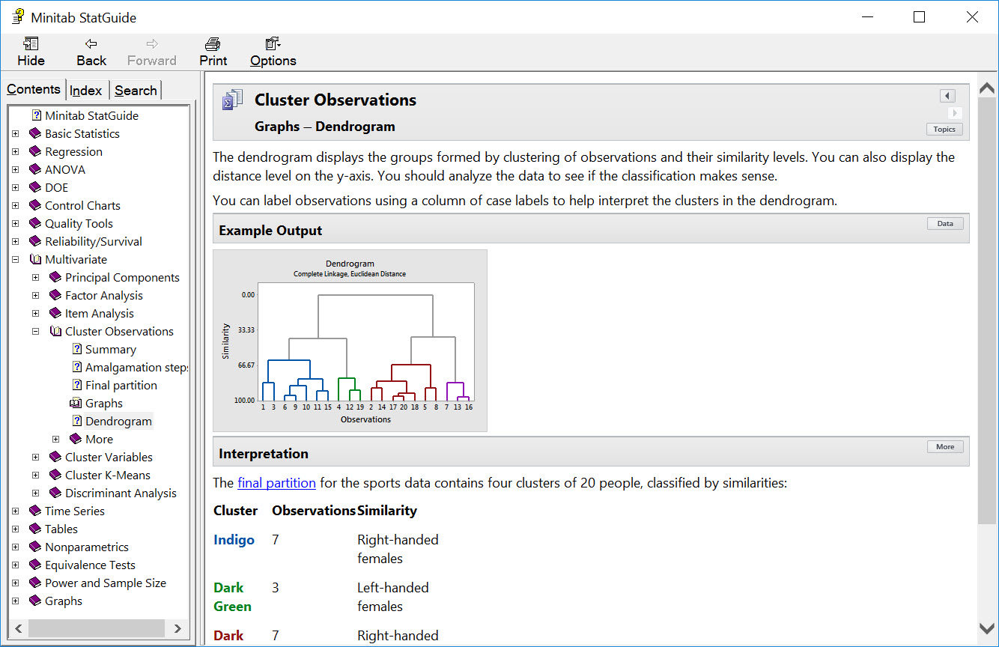 Minitab StatGuide
Hide Back Forward Print Options
Contents Index Search
Minitab StatGuide
Basic Statistics
Regression
ANOVA
DOE
Control Charts
Quality Tools
Reliability/Survival
Multivariate
Principal Components
Factor Analysis
Item Analysis
Cluster Observations
Summary
Amalgamation steps
Final partition
Graphs
Dendrogram
More
Cluster Variables
Cluster K-Means
Discriminant Analysis
Time Series
Tables
Nonparametrics
Equivalence Tests
Power and Sample Size
Graphs
Cluster Observations
Graphs – Dendrogram
Topics
The dendrogram displays the groups formed by clustering of observations and their similarity levels. You can also display the
distance level on the y-axis. You should analyze the data to see if the classification makes sense.
You can label observations using a column of case labels to help interpret the clusters in the dendrogram.
Example Output
Data
Dendrogram
Complete Linkage, Euclidean Distance
Similarity
0.00
33.33
66.67
100.00
1 3 6 9 10 11 15 4 12 19 2 14 17 20 18 5 8 7 13 16
Observations
Interpretation
More
The final partition for the sports data contains four clusters of 20 people, classified by similarities:
Cluster Observations Similarity
Indigo 7 Right-handed
females
Dark 3 Left-handed
Green females
Dark 7 Right-handed